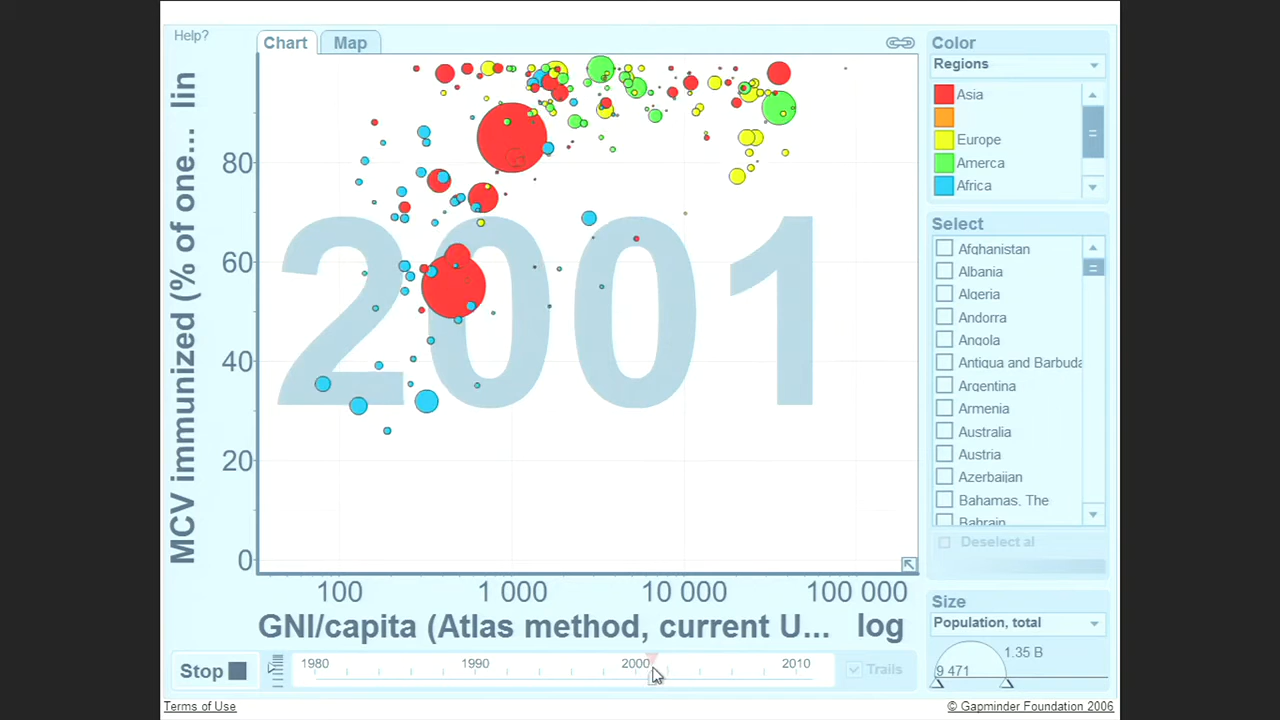 Help?
Chart
Map
Color
Regions
Asia
Europe
Amerca
Africa
Select
Afghanistan
Albania
Algeria
Andorra
Angola
Antigua and Barbuda
Argentina
Armenia
Australia
Austria
Azerbaijan
Bahamas, The
Bahrain
Deselect al
Size
Population, total
1.35 B
9 471
MCV immunized (% of one... lin
80
60
40
20
0
2001
100
1 000
10 000
100 000
GNI/capita (Atlas method, current U... log
Stop
1980
1990
2000
2010
Trails
Terms of Use
© Gapminder Foundation 2006